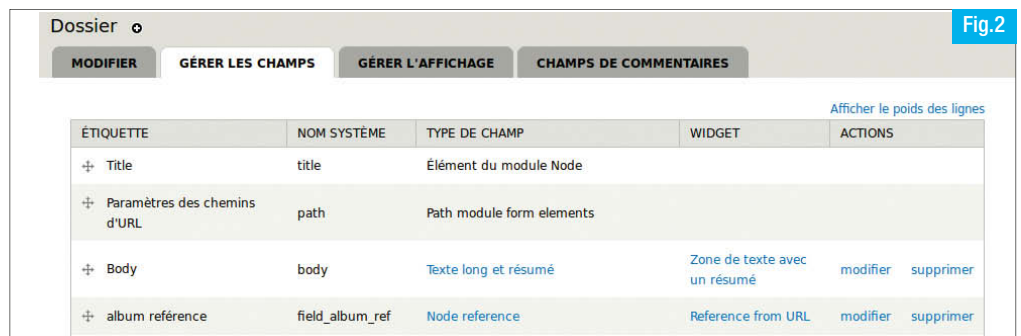 Dossier
Fig.2
MODIFIER GÉRER LES CHAMPS GÉRER L'AFFICHAGE CHAMPS DE COMMENTAIRES
Afficher le poids des lignes
ÉTIQUETTE NOM SYSTÈME TYPE DE CHAMP WIDGET ACTIONS
Title title Élément du module Node
Paramètres des chemins
d'URL path Path module form elements
Body body Texte long et résumé Zone de texte avec
un résumé modifier supprimer
album reférence field_album_ref Node reference Reference from URL modifier supprimer